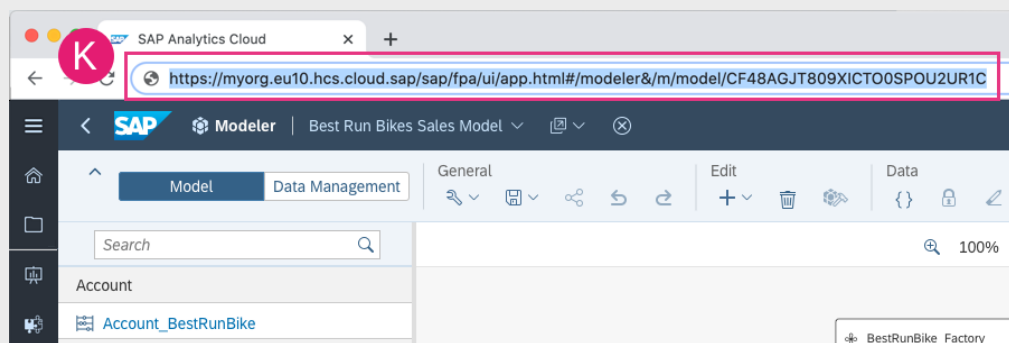 SAP SAP Analytics Cloud
K
https://myorg.eu10.hcs.cloud.sap/sap/fpa/ui/app.html#/modeler&/m/model/CF48AGJT809XICTO0SPOU2UR1C
SAP Modeler | Best Run Bikes Sales Model
General Edit Data
Model Data Management
Search
100%
Account
Account_BestRunBike
BestRunBike_Factory